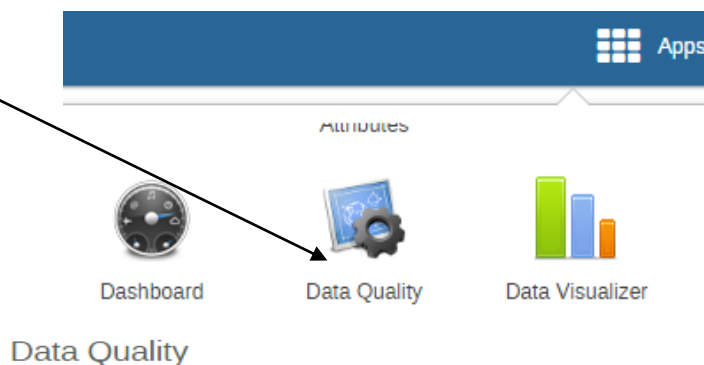 Apps
Attributes
Dashboard Data Quality Data Visualizer
Data Quality